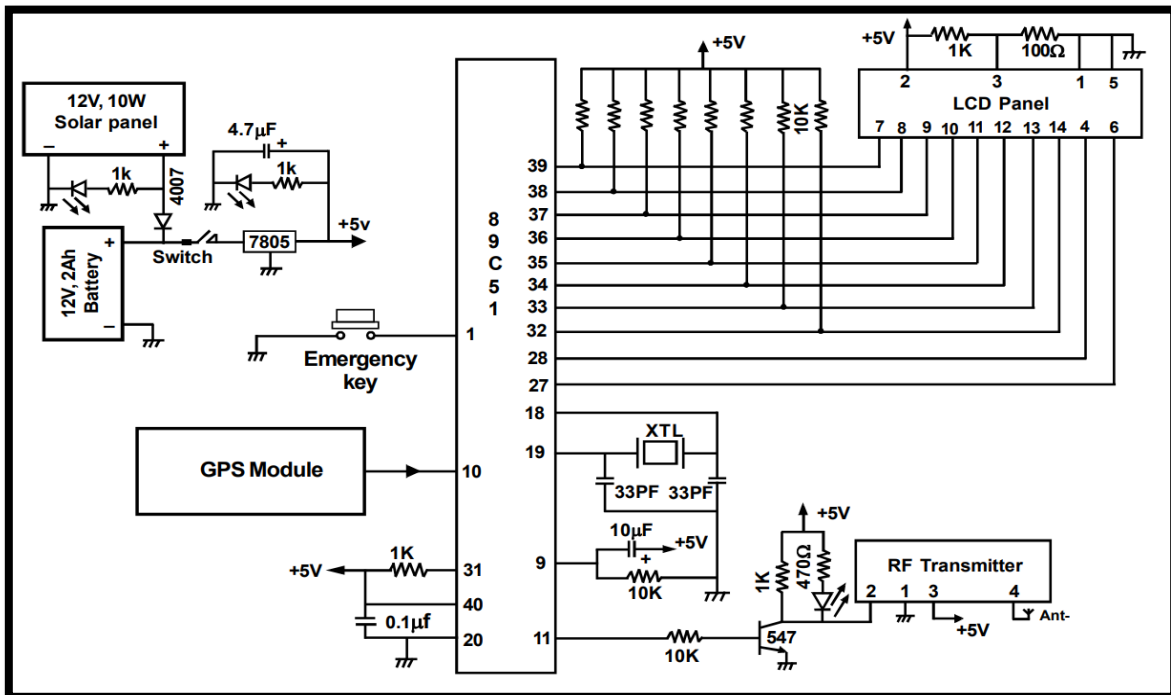 12V, 10W
Solar panel
–
+
1k
4007
4.7µF
+
1k
+5v
7805
Switch
+
–
12V, 2Ah
Battery
Emergency
key
GPS Module
+5V
1K
0.1µf
8
9
C
5
1
1
10
31
40
20
39
38
37
36
35
34
33
32
28
27
18
19
9
11
+5V
10K
+5V
1K
100Ω
2
3
1
5
LCD Panel
7
8
9
10
11
12
13
14
4
6
XTL
33PF
33PF
10µF
+5V
+
10K
10K
547
1K
470Ω
+5V
RF Transmitter
2
1
3
4
+5V
Ant-